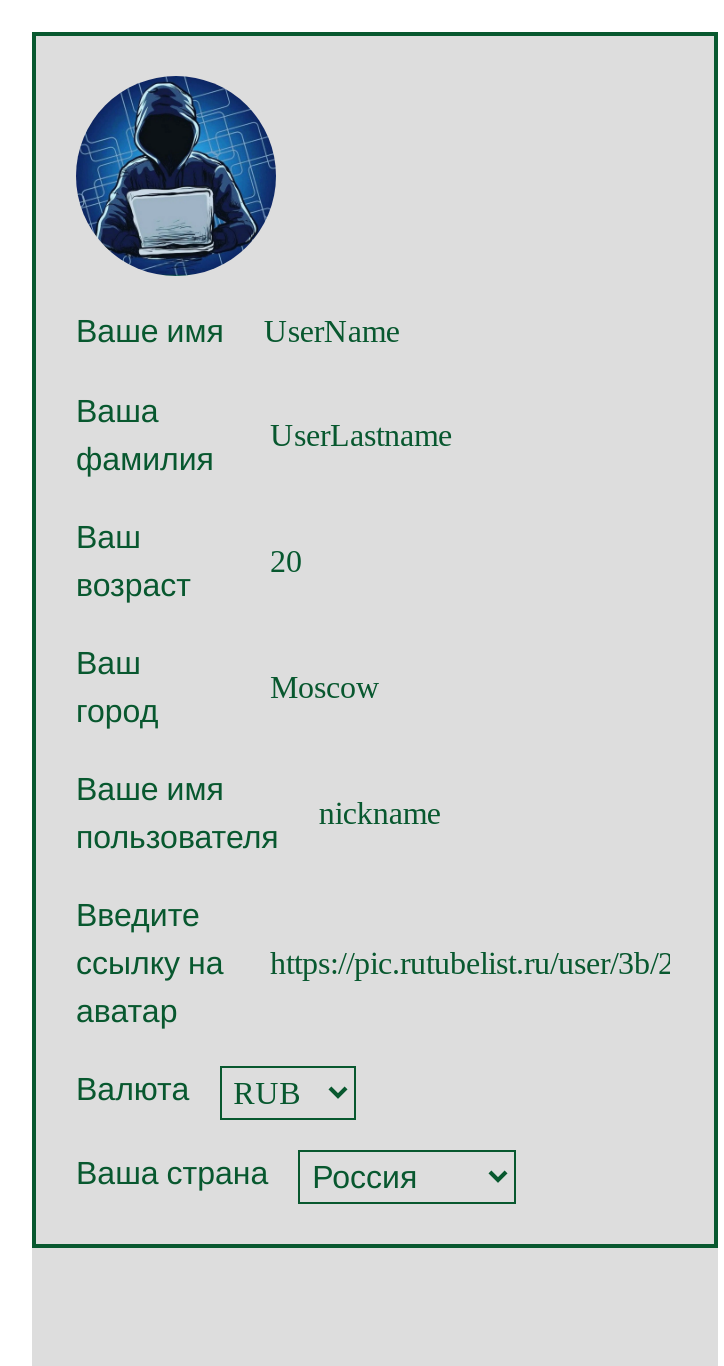 Ваше имя UserName
Ваша
фамилия
UserLastname
Ваш
возраст
20
Ваш
город
Moscow
Ваше имя
пользователя
nickname
Введите
ссылку на
аватар
https://pic.rutubelist.ru/user/3b/2
Валюта RUB
Ваша страна Россия